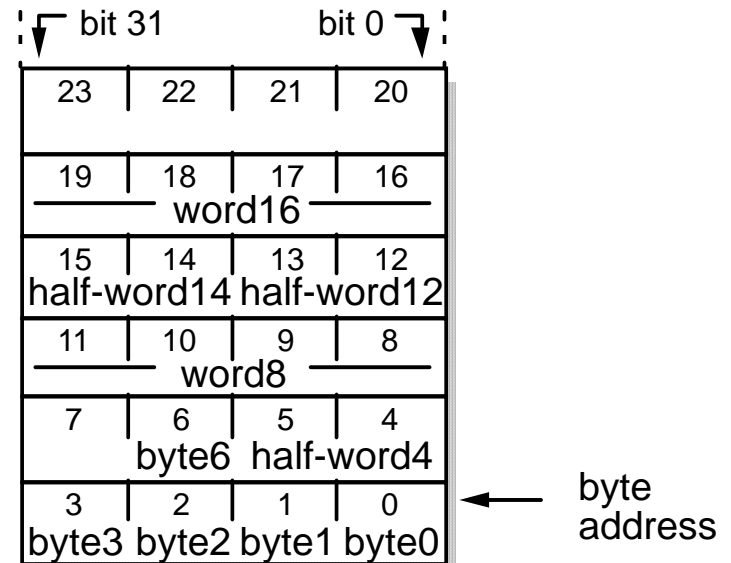 bit 31 bit 0
23 22 21 20
19 18 17 16
word16
15 14 13 12
half-word14 half-word12
11 10 9 8
word8
7 6 5 4
byte6 half-word4
3 2 1 0
byte3 byte2 byte1 byte0
byte
address